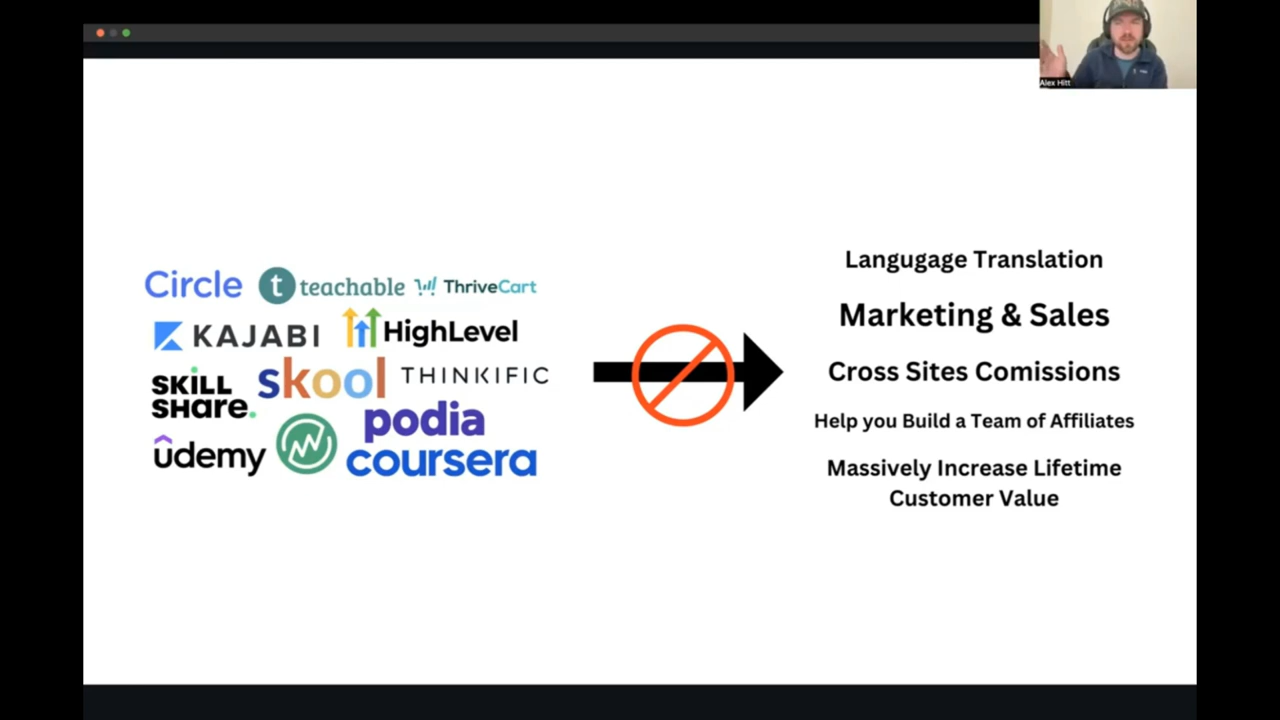 Alex Hitt
Circle
teachable
ThriveCart
KAJABI
HighLevel
SKILL
SHARE.
skool
THINKIFIC
podia
udemy
coursera
Langugage Translation
Marketing & Sales
Cross Sites Comissions
Help you Build a Team of Affiliates
Massively Increase Lifetime
Customer Value